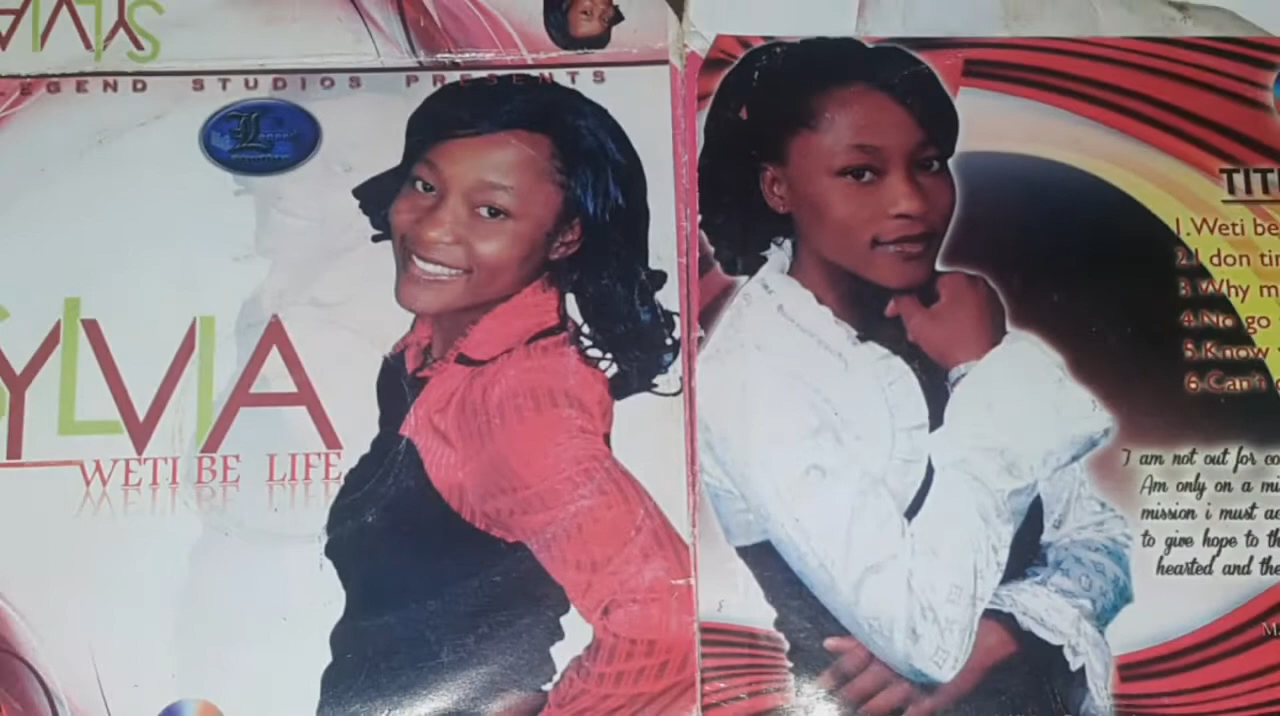 SYLVIA
EGEND STUDIOS PRESENTS
L
SYLVIA
WETI BE LIFE
TIT
1.Weti be
2.I don tir
3.Why m
4.No go
5.Know
6.Can't
I am not out for co
Am only on a mi
mission i must ac
to give hope to th
hearted and the
M